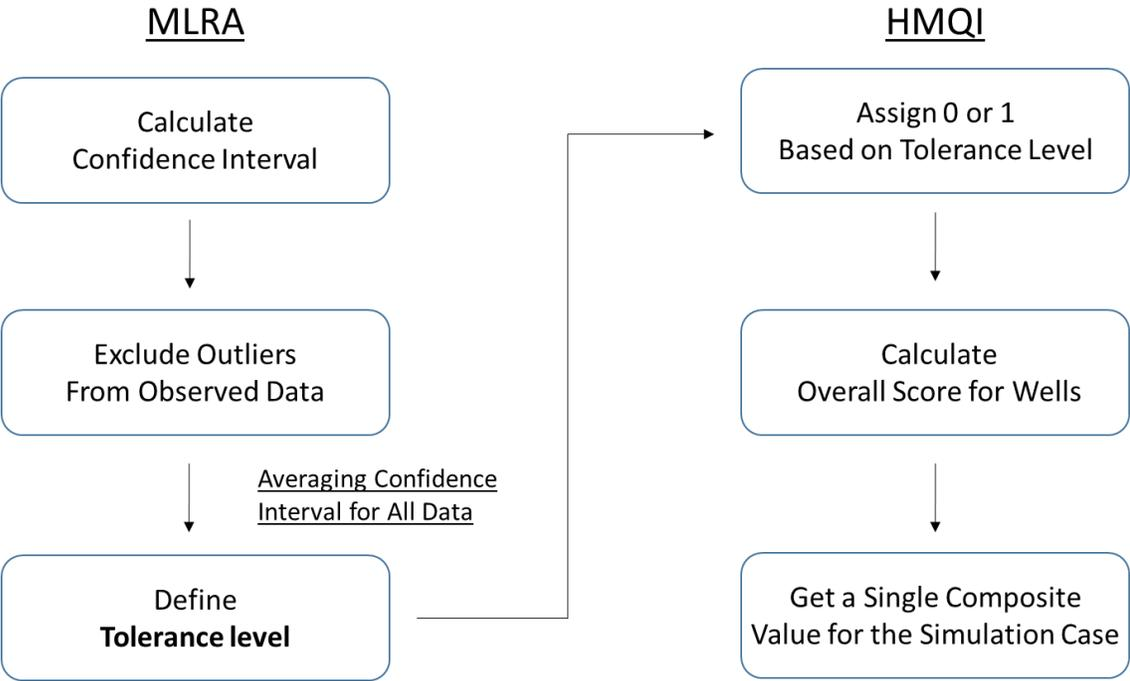 MLRA
Calculate
Confidence Interval
Exclude Outliers
From Observed Data
Averaging Confidence
Interval for All Data
Define
Tolerance level
HMQI
Assign 0 or 1
Based on Tolerance Level
Calculate
Overall Score for Wells
Get a Single Composite
Value for the Simulation Case